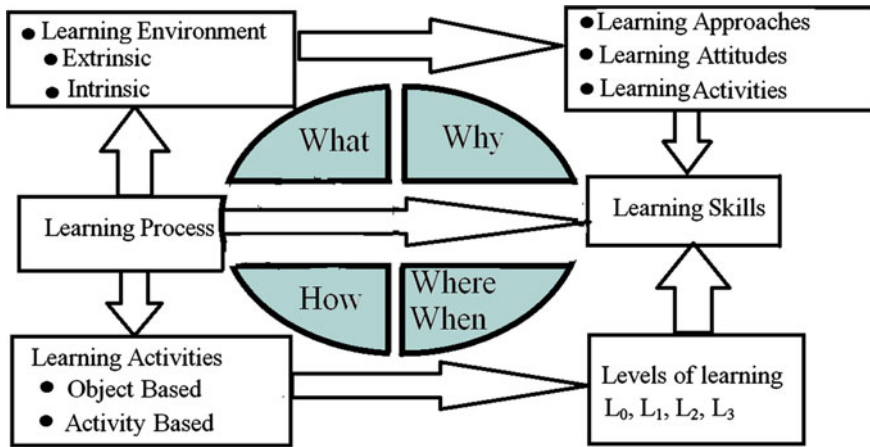 Learning Environment
Extrinsic
Intrinsic
Learning Approaches
Learning Attitudes
Learning Activities
What
Why
Learning Process
Learning Skills
How
Where
When
Learning Activities
Object Based
Activity Based
Levels of learning
L₀, L₁, L₂, L₃